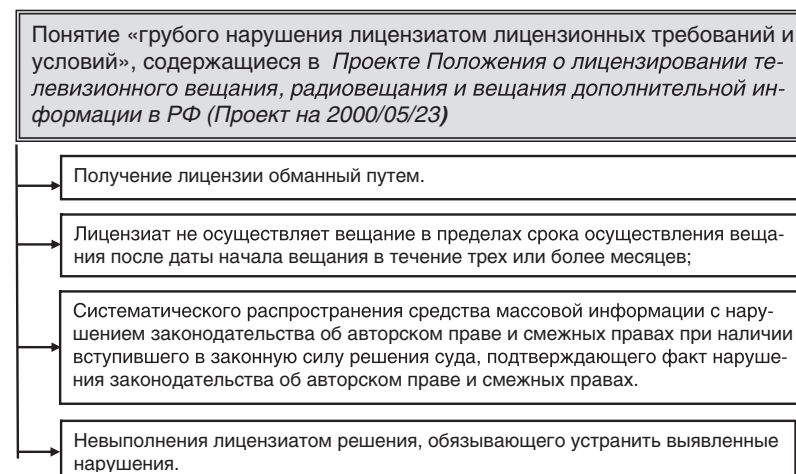 Понятие «грубого нарушения лицензиатом лицензионных требований и
условий», содержащиеся в Проекте Положения о лицензировании те-
левизионного вещания, радиовещания и вещания дополнительной ин-
формации в РФ (Проект на 2000/05/23)
Получение лицензии обманный путем.
Лицензиат не осуществляет вещание в пределах срока осуществления веща-
ния после даты начала вещания в течение трех или более месяцев;
Систематического распространения средства массовой информации с нару-
шением законодательства об авторском праве и смежных правах при наличии
вступившего в законную силу решения суда, подтверждающего факт наруше-
ния законодательства об авторском праве и смежных правах.
Невыполнения лицензиатом решения, обязывающего устранить выявленные
нарушения.